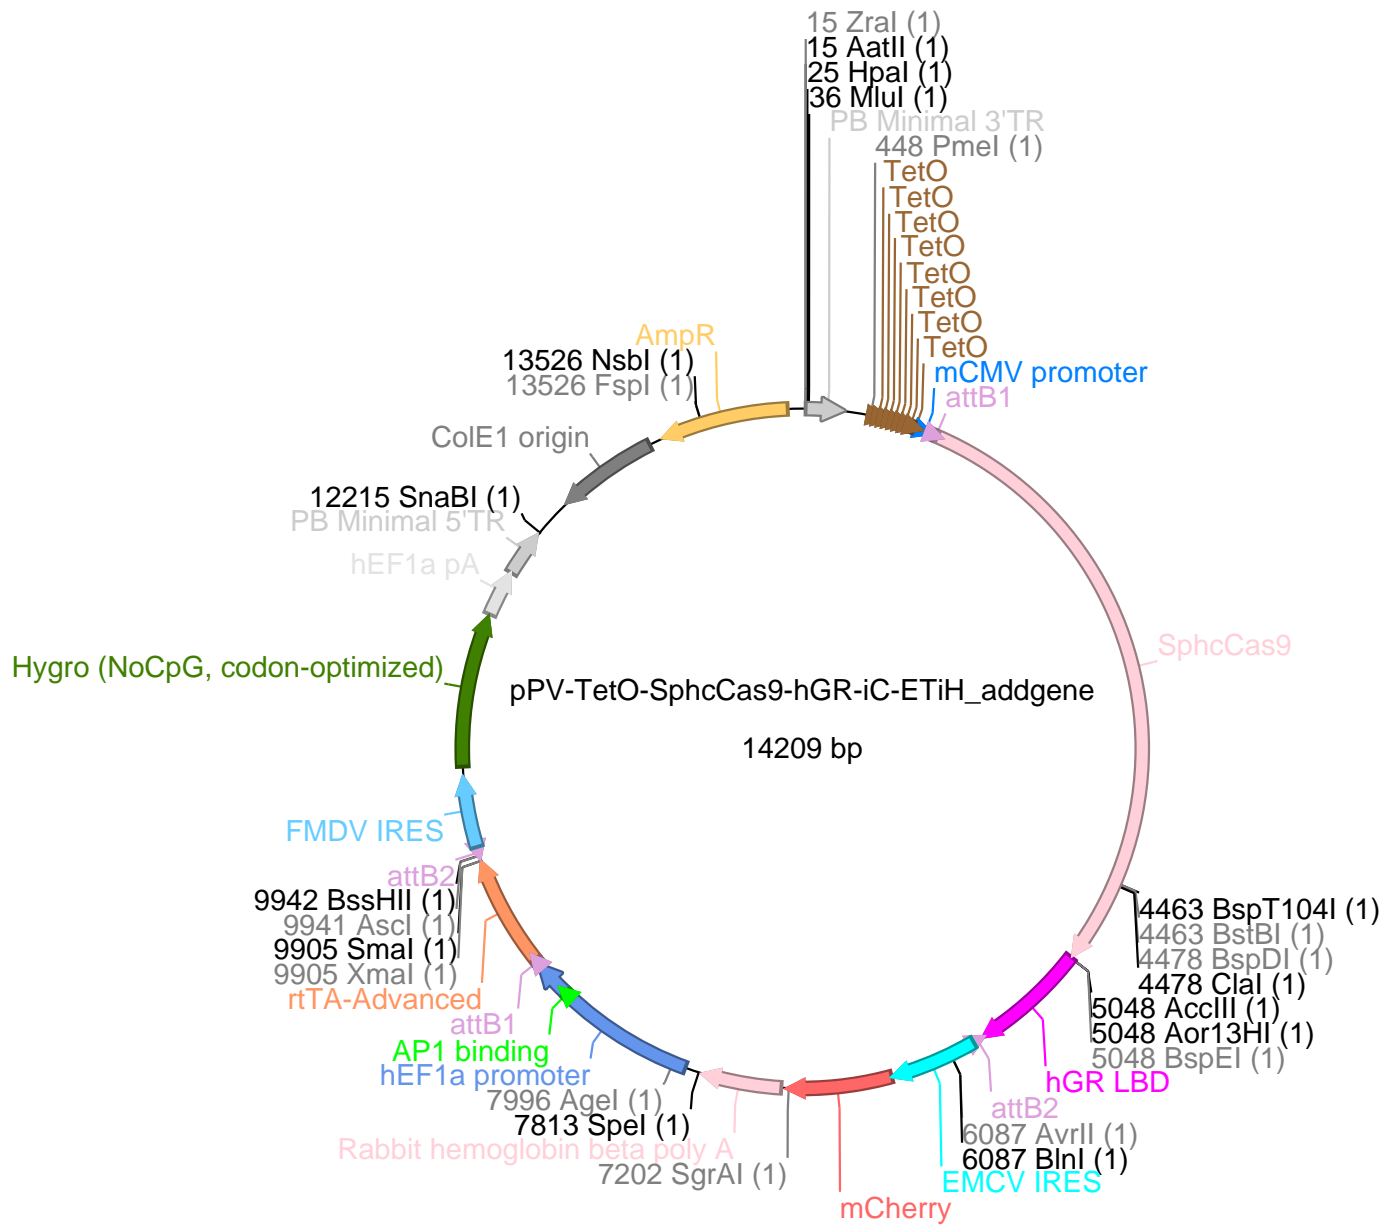 15 ZraI (1)
15 AatII (1)
25 HpaI (1)
36 MluI (1)
PB Minimal 3'TR
448 PmeI (1)
TetO
TetO
TetO
TetO
TetO
TetO
TetO
TetO
mCMV promoter
attB1
SphcCas9
4463 BspT104I (1)
4463 BstBI (1)
4478 BspDI (1)
4478 ClaI (1)
5048 AccIII (1)
5048 Aor13HI (1)
5048 BspEI (1)
hGR LBD
attB2
6087 AvrII (1)
6087 BlnI (1)
EMCV IRES
mCherry
7202 SgrAI (1)
Rabbit hemoglobin beta poly A
7813 SpeI (1)
7996 AgeI (1)
hEF1a promoter
AP1 binding
attB1
rtTA-Advanced
9905 XmaI (1)
9905 SmaI (1)
9941 AscI (1)
9942 BssHII (1)
attB2
FMDV IRES
Hygro (NoCpG, codon-optimized)
hEF1a pA
PB Minimal 5'TR
12215 SnaBI (1)
ColE1 origin
13526 FspI (1)
13526 NsbI (1)
AmpR
pPV-TetO-SphcCas9-hGR-iC-ETiH_addgene
14209 bp